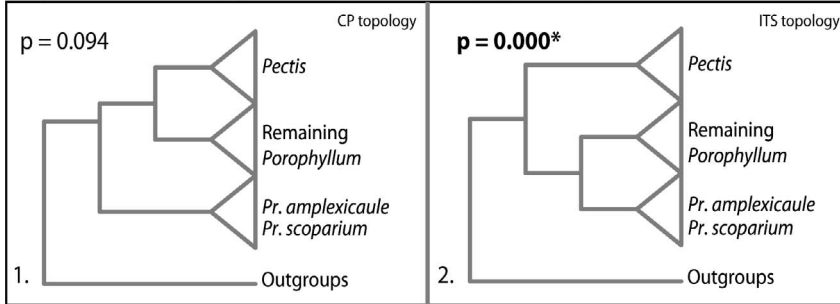 CP topology
p = 0.094
Pectis
Remaining
Porophyllum
Pr. amplexicaule
Pr. scoparium
1.
Outgroups
ITS topology
p = 0.000*
Pectis
Remaining
Porophyllum
Pr. amplexicaule
Pr. scoparium
2.
Outgroups